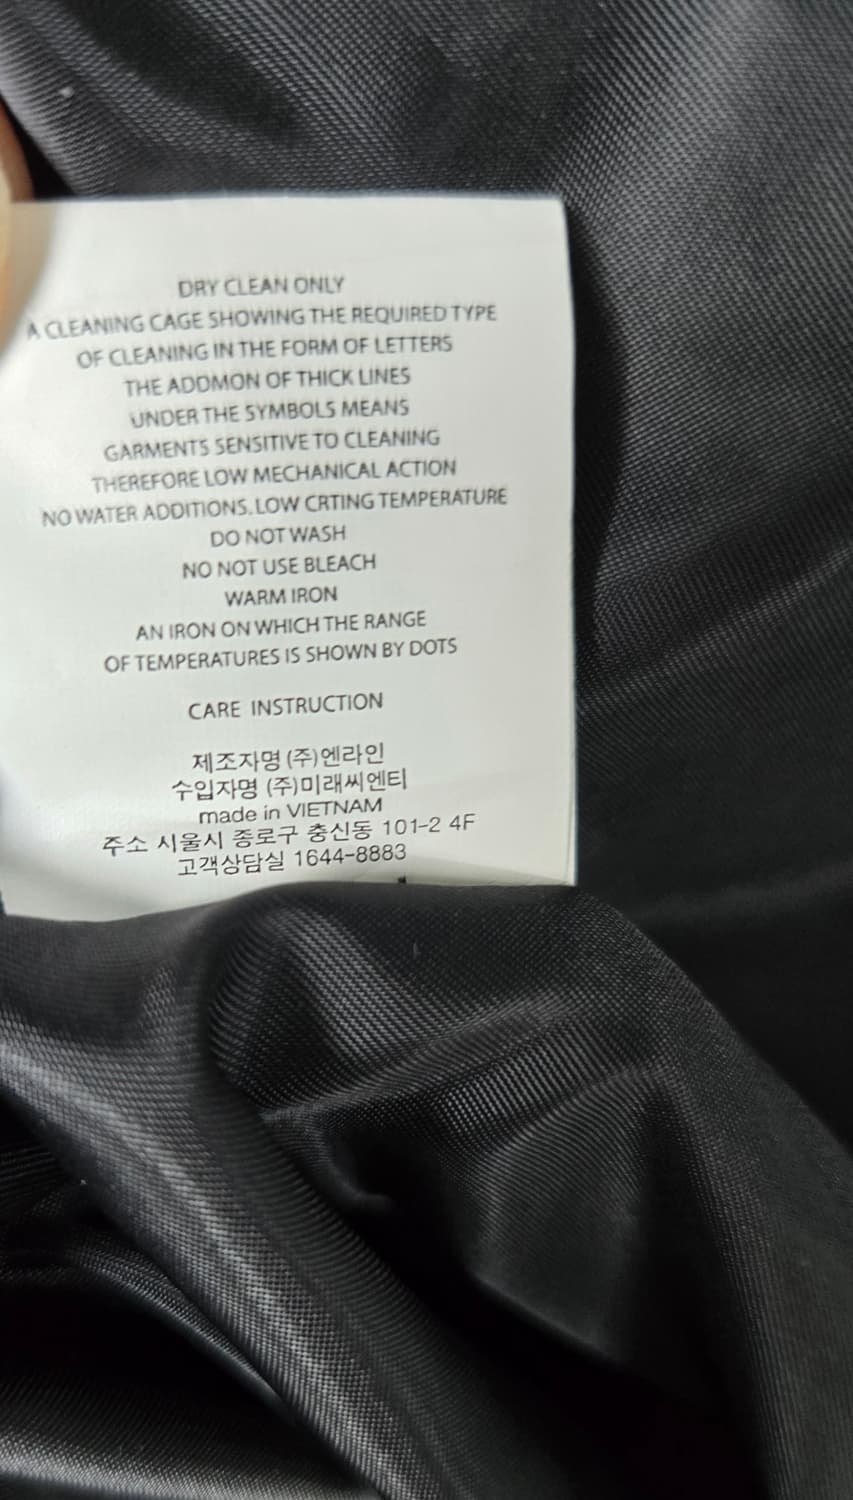 DRY CLEAN ONLY
A CLEANING CAGE SHOWING THE REQUIRED TYPE
OF CLEANING IN THE FORM OF LETTERS
THE ADDMON OF THICK LINES
UNDER THE SYMBOLS MEANS
GARMENTS SENSITIVE TO CLEANING
THEREFORE LOW MECHANICAL ACTION
NO WATER ADDITIONS. LOW CRTING TEMPERATURE
DO NOT WASH
NO NOT USE BLEACH
WARM IRON
AN IRON ON WHICH THE RANGE
OF TEMPERATURES IS SHOWN BY DOTS
CARE INSTRUCTION
제조자명 (주)엔라인
수입자명 (주)미래씨엔티
made in VIETNAM
주소 시울시 종로구 충신동 101-2 4F
고객상담실 1644-8883